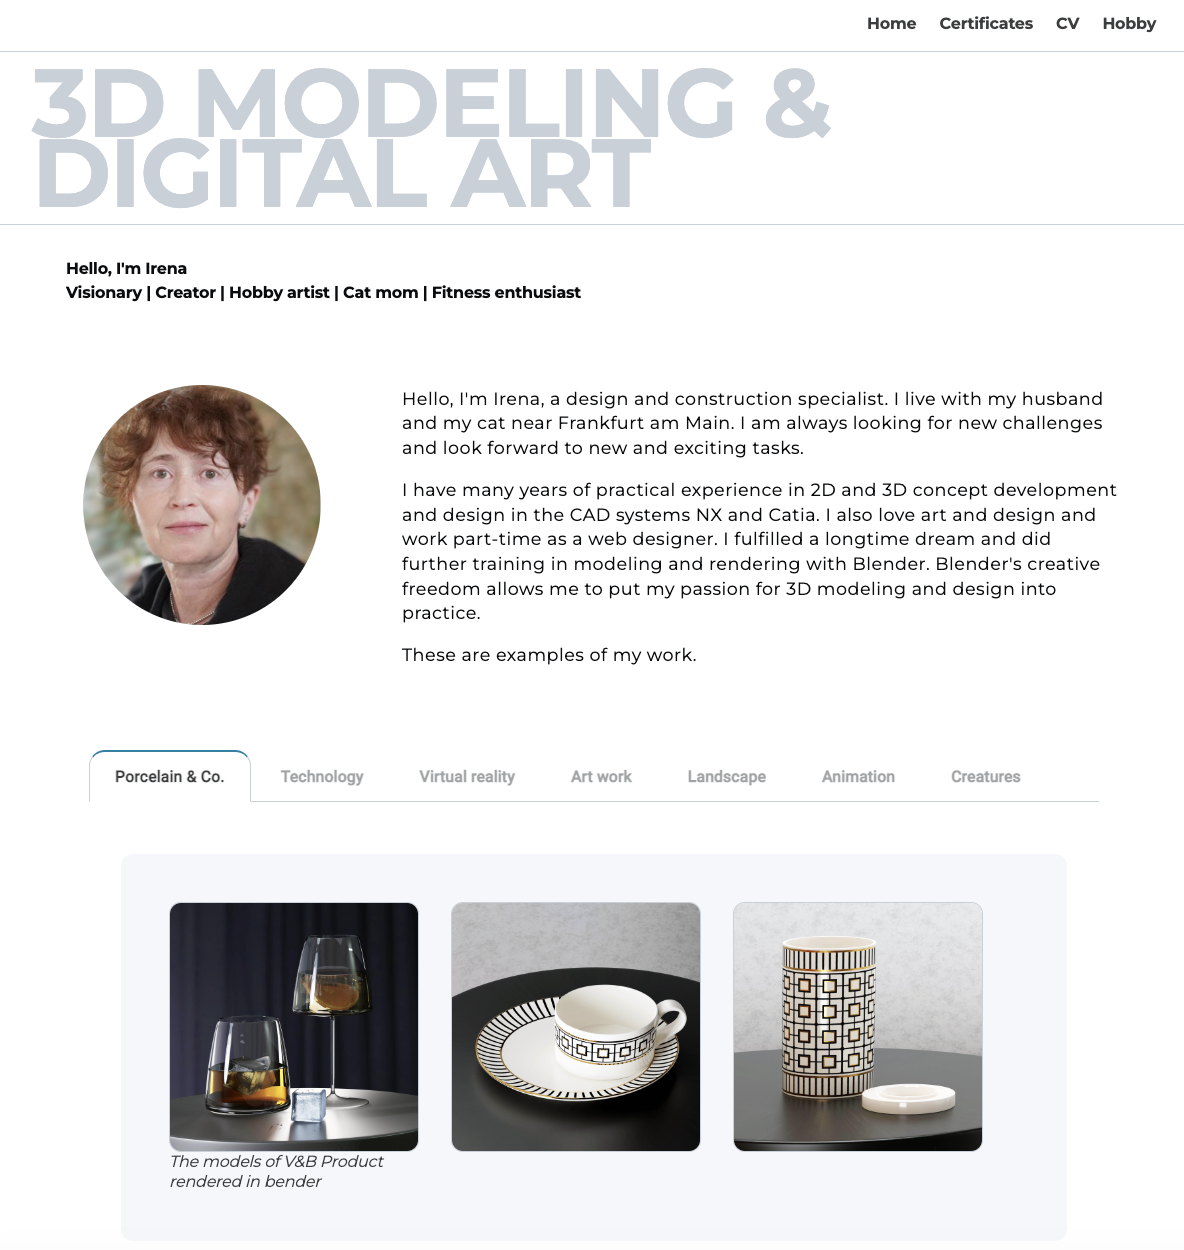 Home Certificates CV Hobby
3D MODELING &
DIGITAL ART
Hello, I'm Irena
Visionary | Creator | Hobby artist | Cat mom | Fitness enthusiast
Hello, I'm Irena, a design and construction specialist. I live with my husband
and my cat near Frankfurt am Main. I am always looking for new challenges
and look forward to new and exciting tasks.
I have many years of practical experience in 2D and 3D concept development
and design in the CAD systems NX and Catia. I also love art and design and
work part-time as a web designer. I fulfilled a longtime dream and did
further training in modeling and rendering with Blender. Blender's creative
freedom allows me to put my passion for 3D modeling and design into
practice.
These are examples of my work.
Porcelain & Co. Technology Virtual reality Art work Landscape Animation Creatures
The models of V&B Product
rendered in bender